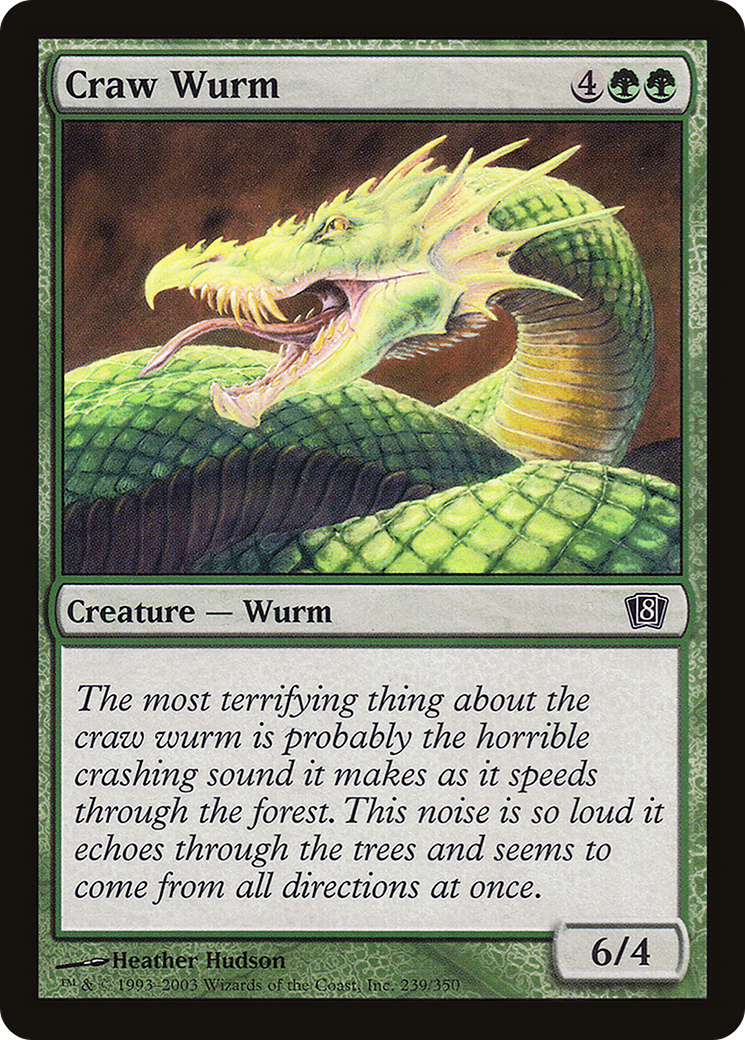 Craw Wurm 4
Creature — Wurm 8
The most terrifying thing about the
craw wurm is probably the horrible
crashing sound it makes as it speeds
through the forest. This noise is so loud it
echoes through the trees and seems to
come from all directions at once.
6/4
Heather Hudson
™ & © 1993–2003 Wizards of the Coast, Inc. 239/350